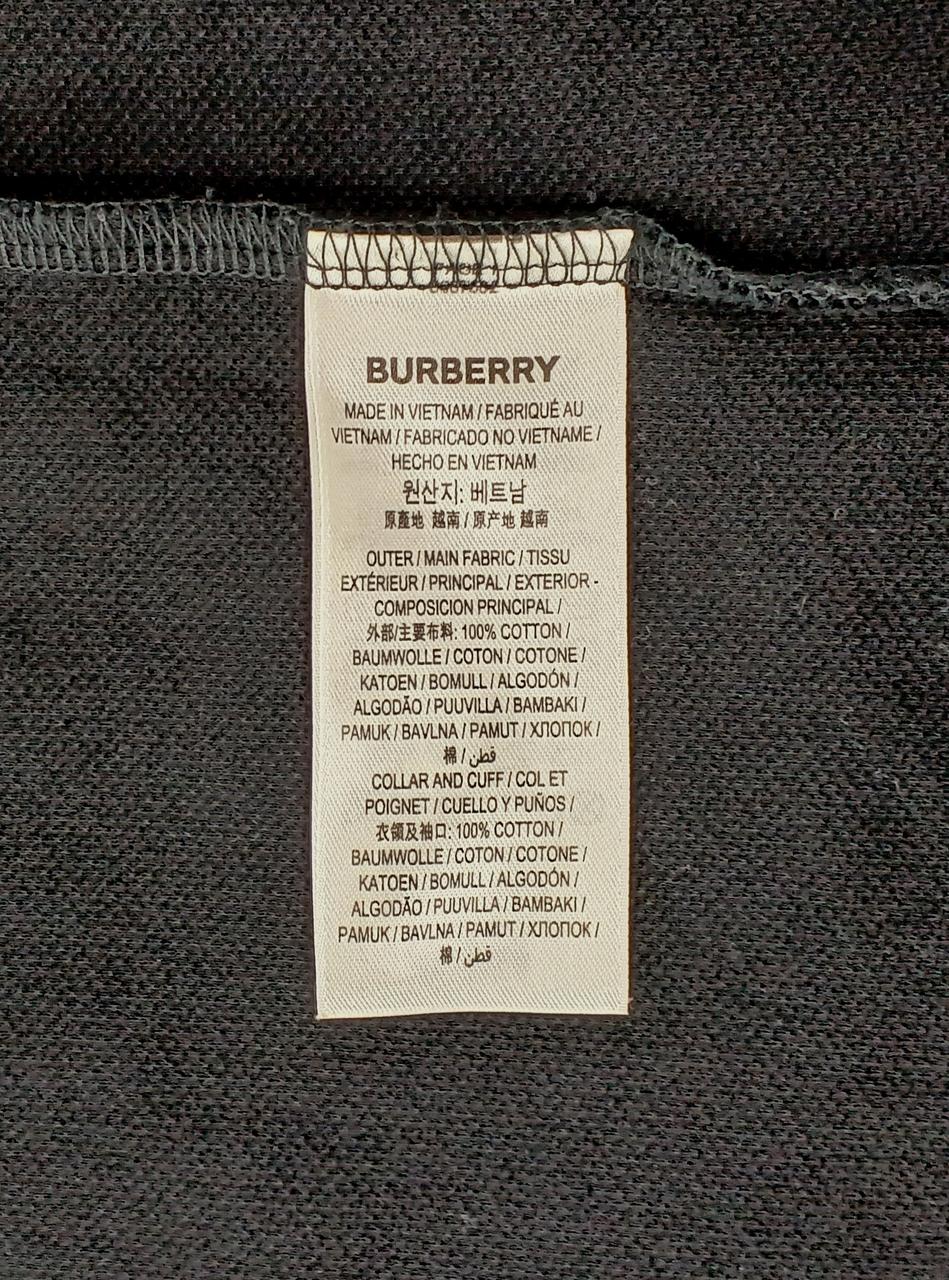 BURBERRY
MADE IN VIETNAM / FABRIQUÉ AU
VIETNAM / FABRICADO NO VIETNAME /
HECHO EN VIETNAM
원산지: 베트남
原產地 越南 / 原产地 越南
OUTER / MAIN FABRIC / TISSU
EXTÉRIEUR / PRINCIPAL / EXTERIOR -
COMPOSICION PRINCIPAL /
外部/主要布料: 100% COTTON /
BAUMWOLLE / COTON / COTONE /
KATOEN / BOMULL / ALGODÓN /
ALGODÃO / PUUVILLA / BAMBAKI /
PAMUK / BAVLNA / PAMUT / ХЛОПОК /
棉 / قطن
COLLAR AND CUFF / COL ET
POIGNET / CUELLO Y PUÑOS /
衣領及袖口: 100% COTTON /
BAUMWOLLE / COTON / COTONE /
KATOEN / BOMULL / ALGODÓN /
ALGODÃO / PUUVILLA / BAMBAKI /
PAMUK / BAVLNA / PAMUT / ХЛОПОК /
棉 / قطن